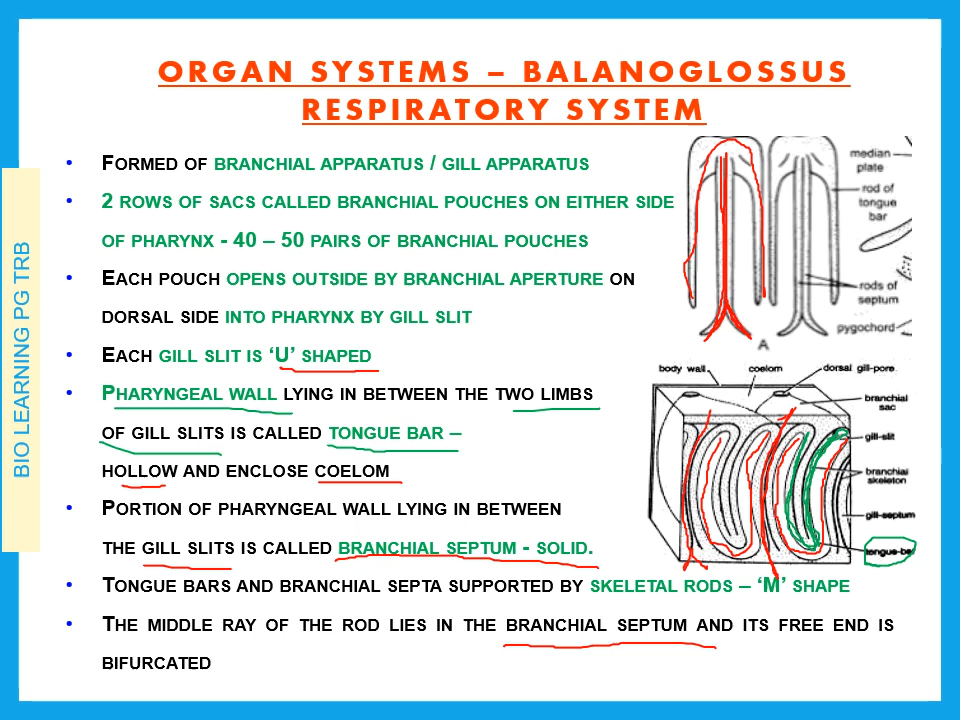 ORGAN SYSTEMS – BALANOGLOSSUS
RESPIRATORY SYSTEM
BIO LEARNING PG TRB
• FORMED OF BRANCHIAL APPARATUS / GILL APPARATUS
• 2 ROWS OF SACS CALLED BRANCHIAL POUCHES ON EITHER SIDE
OF PHARYNX - 40 – 50 PAIRS OF BRANCHIAL POUCHES
• EACH POUCH OPENS OUTSIDE BY BRANCHIAL APERTURE ON
DORSAL SIDE INTO PHARYNX BY GILL SLIT
• EACH GILL SLIT IS ‘U’ SHAPED
• PHARYNGEAL WALL LYING IN BETWEEN THE TWO LIMBS
OF GILL SLITS IS CALLED TONGUE BAR –
HOLLOW AND ENCLOSE COELOM
• PORTION OF PHARYNGEAL WALL LYING IN BETWEEN
THE GILL SLITS IS CALLED BRANCHIAL SEPTUM - SOLID.
• TONGUE BARS AND BRANCHIAL SEPTA SUPPORTED BY SKELETAL RODS – ‘M’ SHAPE
• THE MIDDLE RAY OF THE ROD LIES IN THE BRANCHIAL SEPTUM AND ITS FREE END IS
BIFURCATED
median
plate
rod of
tongue
bar
rods of
septum
pygochord
A
body wall
coelom
dorsal gill-pore
branchial
sac
gill-slit
branchial
skeleton
gill-septum
tongue-ba